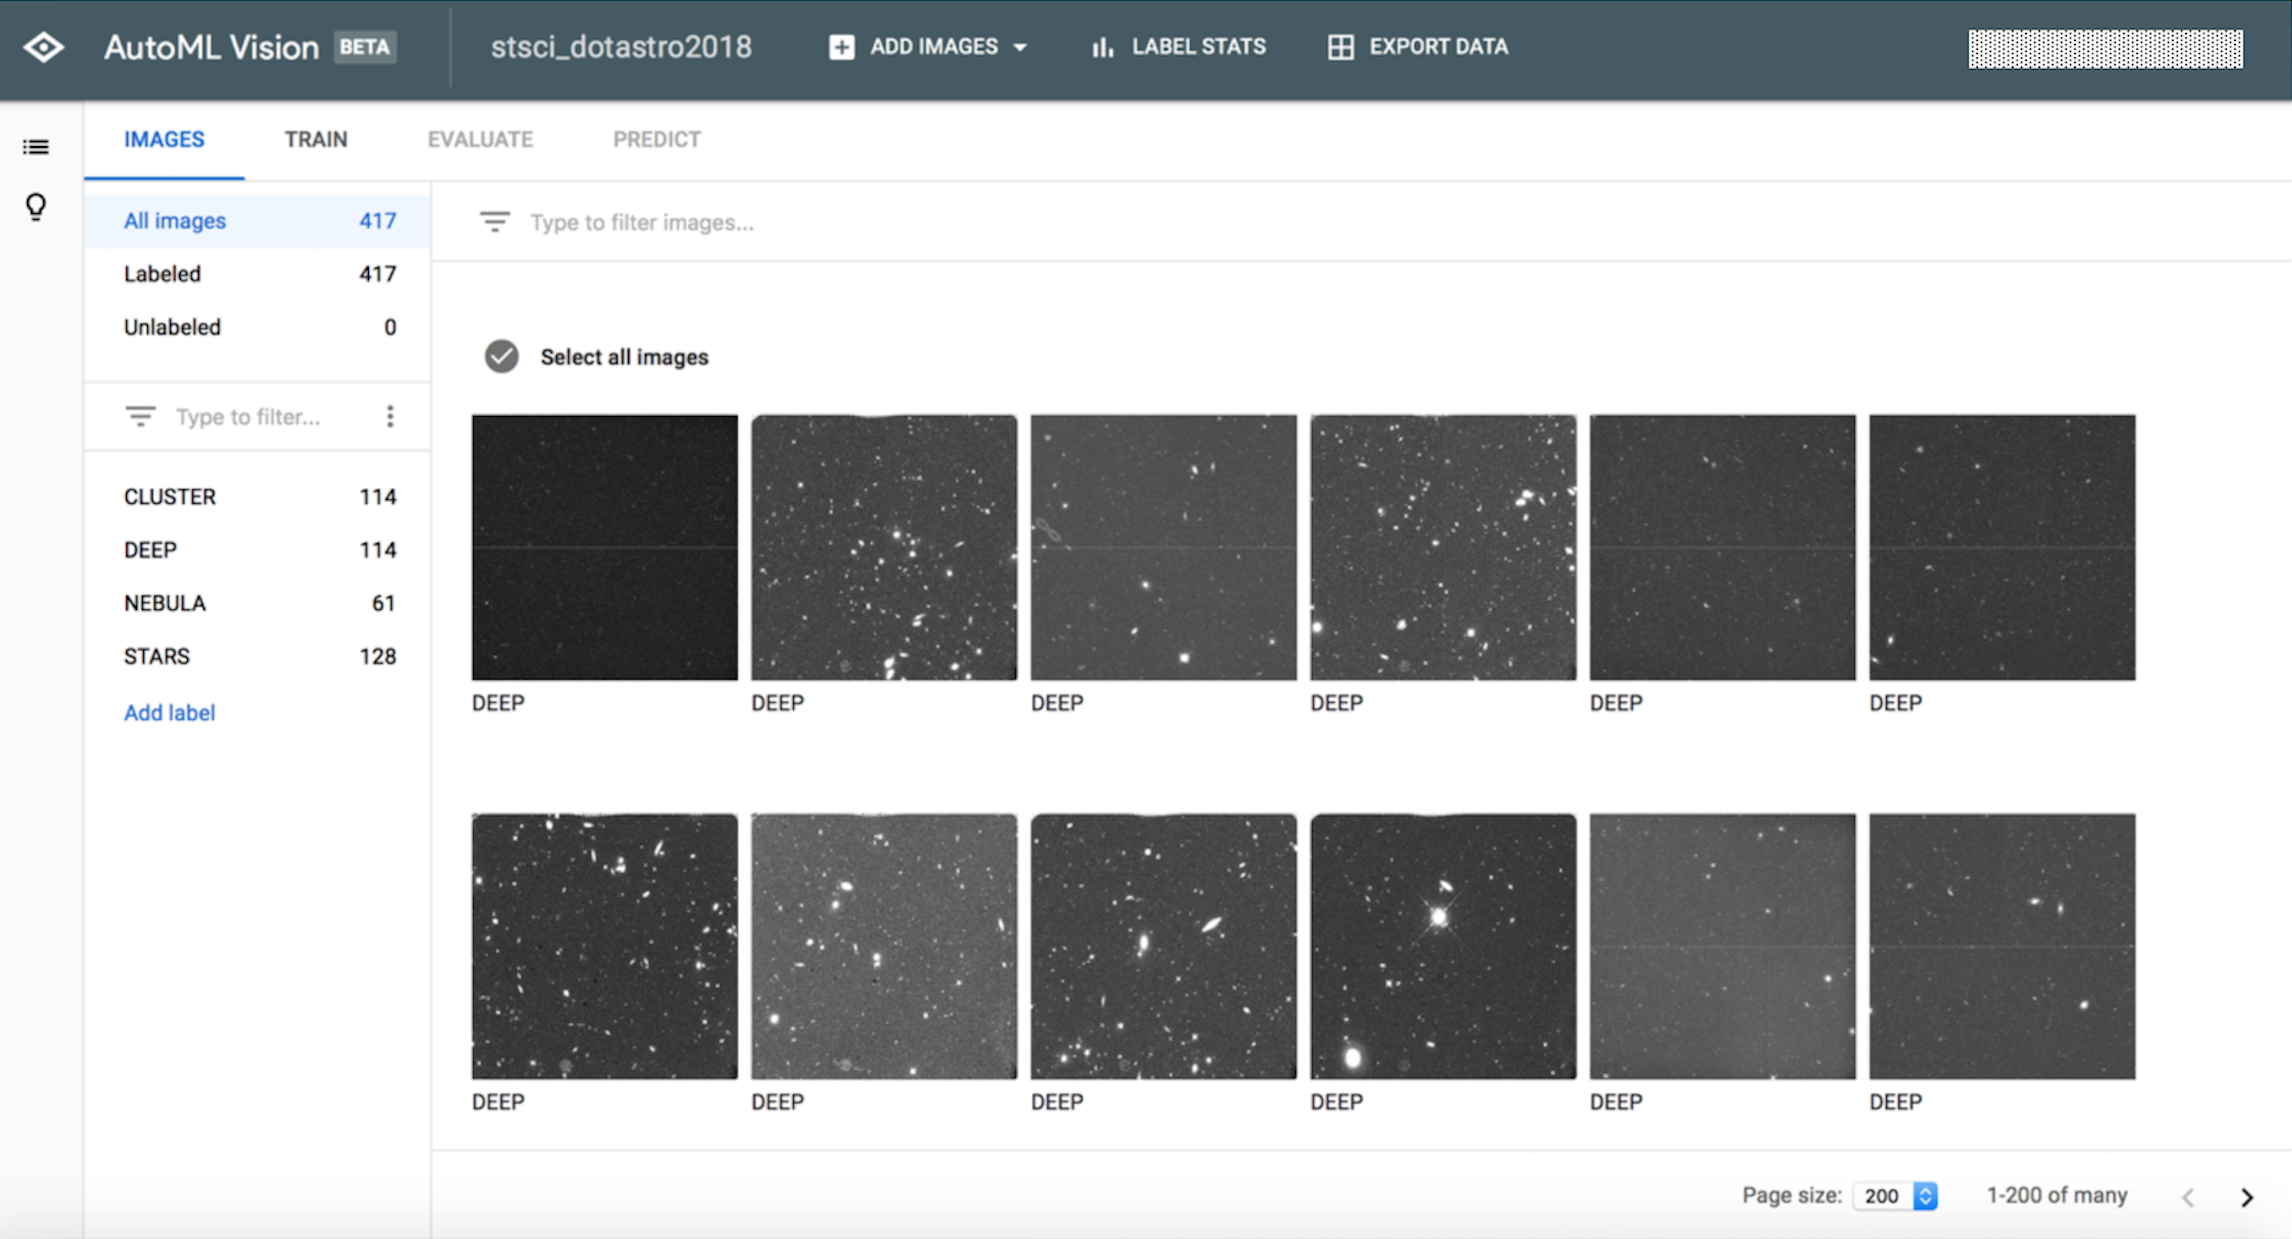 AutoML Vision BETA stsci_dotastro2018 ADD IMAGES LABEL STATS EXPORT DATA
IMAGES TRAIN EVALUATE PREDICT
All images 417
Labeled 417
Unlabeled 0
Type to filter...
CLUSTER 114
DEEP 114
NEBULA 61
STARS 128
Add label
Type to filter images...
Select all images
DEEP DEEP DEEP DEEP DEEP DEEP
DEEP DEEP DEEP DEEP DEEP DEEP
Page size: 200 1-200 of many